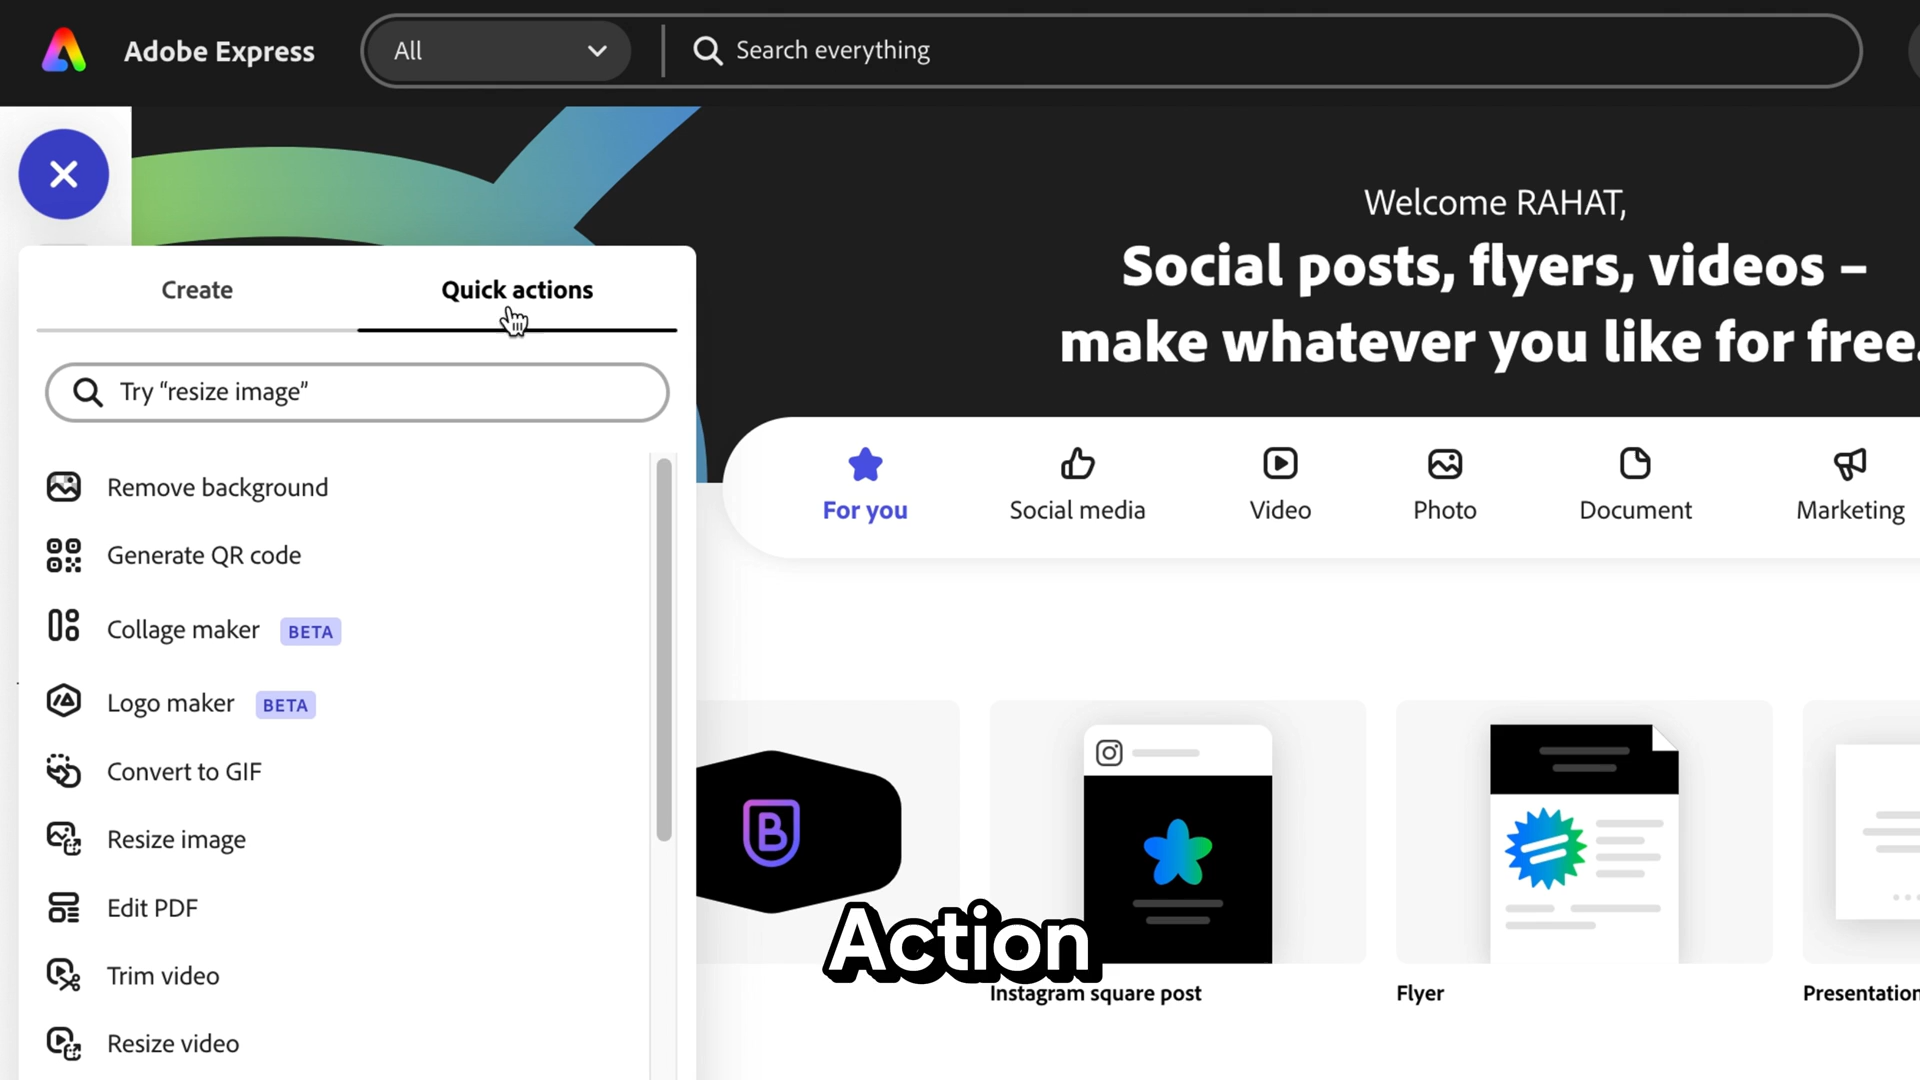 Adobe Express
All
Search everything
Welcome RAHAT,
Social posts, flyers, videos –
make whatever you like for free.
Create
Quick actions
Try “resize image”
Remove background
Generate QR code
Collage maker BETA
Logo maker BETA
Convert to GIF
Resize image
Edit PDF
Trim video
Resize video
For you
Social media
Video
Photo
Document
Marketing
B
Action
Instagram square post
Flyer
Presentation